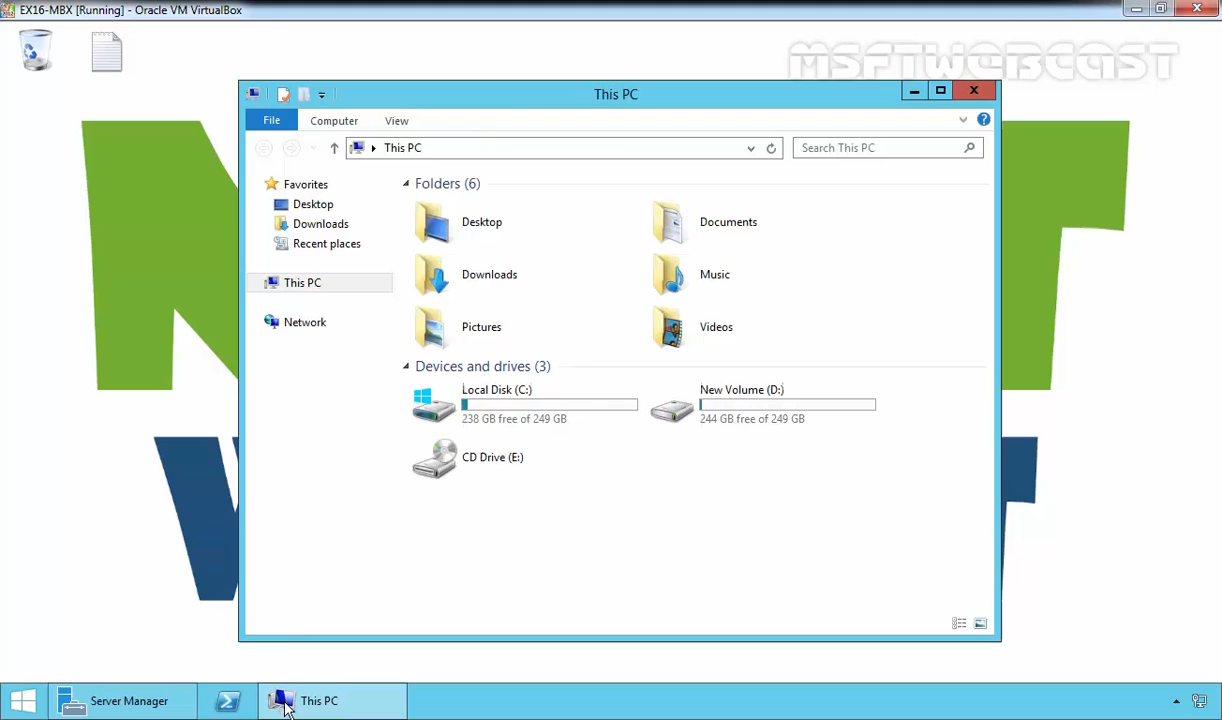 EX16-MBX [Running] - Oracle VM VirtualBox
MSFTWEBCAST
This PC
File
Computer
View
This PC
Search This PC
Favorites
Desktop
Downloads
Recent places
This PC
Network
Folders (6)
Desktop
Documents
Downloads
Music
Pictures
Videos
Devices and drives (3)
Local Disk (C:)
238 GB free of 249 GB
New Volume (D:)
244 GB free of 249 GB
CD Drive (E:)
Server Manager
This PC